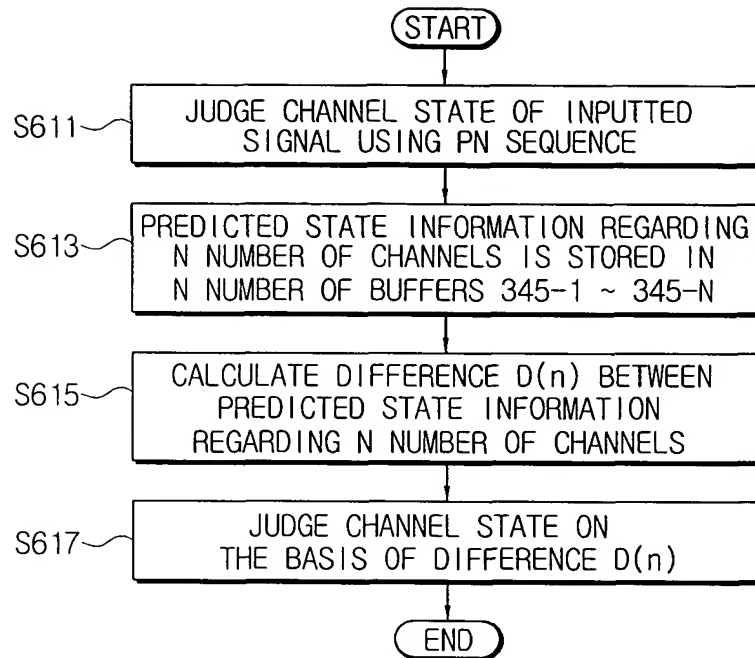 START
S611
JUDGE CHANNEL STATE OF INPUTTED
SIGNAL USING PN SEQUENCE
S613
PREDICTED STATE INFORMATION REGARDING
N NUMBER OF CHANNELS IS STORED IN
N NUMBER OF BUFFERS 345-1 ~ 345-N
S615
CALCULATE DIFFERENCE D(n) BETWEEN
PREDICTED STATE INFORMATION
REGARDING N NUMBER OF CHANNELS
S617
JUDGE CHANNEL STATE ON
THE BASIS OF DIFFERENCE D(n)
END